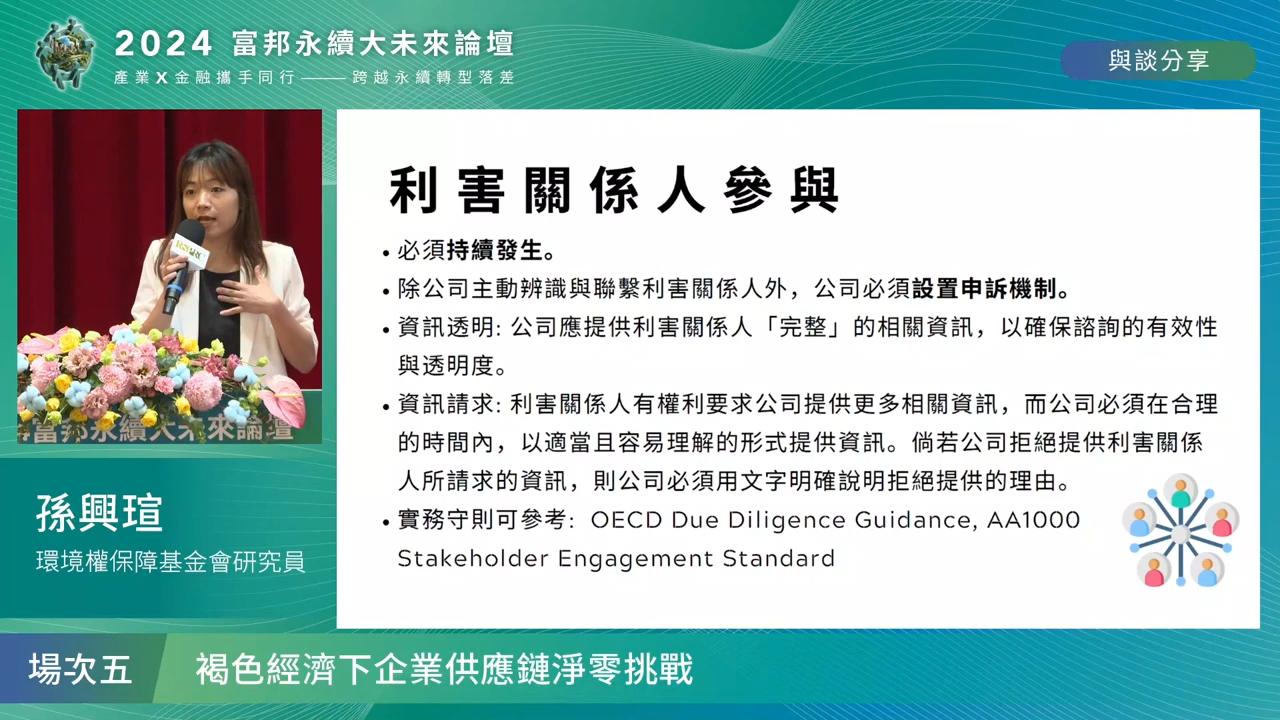 2024 富邦永續大未來論壇
產業X金融攜手同行——跨越永續轉型落差
與談分享
利害關係人參與
• 必須持續發生。
• 除公司主動辨識與聯繫利害關係人外，公司必須設置申訴機制。
• 資訊透明: 公司應提供利害關係人「完整」的相關資訊，以確保諮詢的有效性
與透明度。
• 資訊請求: 利害關係人有權利要求公司提供更多相關資訊，而公司必須在合理
的時間內，以適當且容易理解的形式提供資訊。倘若公司拒絕提供利害關係
人所請求的資訊，則公司必須用文字明確說明拒絕提供的理由。
• 實務守則可參考: OECD Due Diligence Guidance, AA1000
Stakeholder Engagement Standard
富邦永續大未來論壇
孫興瑄
環境權保障基金會研究員
場次五
褐色經濟下企業供應鏈淨零挑戰